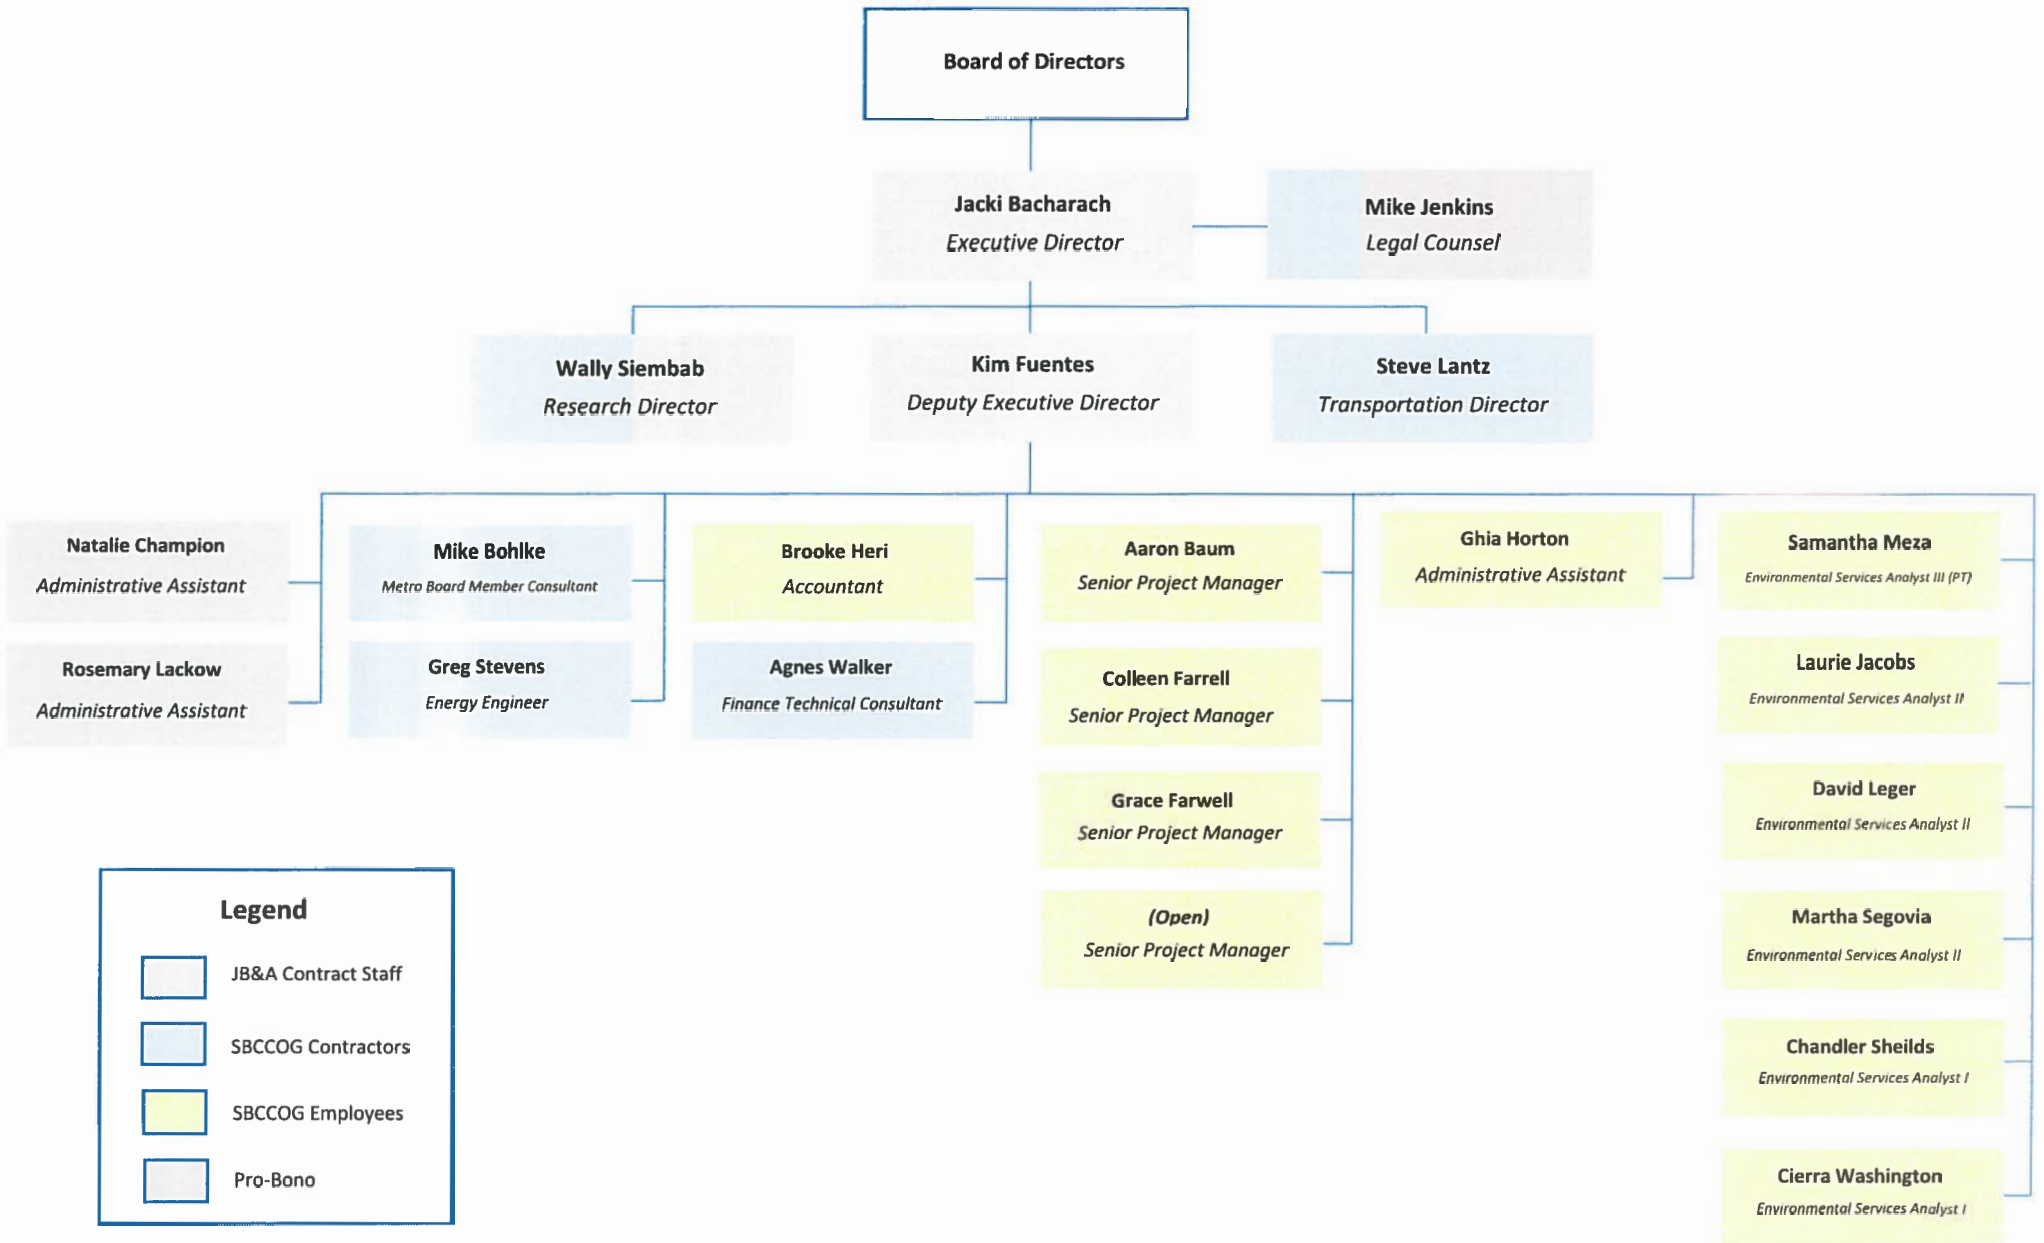 Board of Directors
Jacki Bacharach
Executive Director
Mike Jenkins
Legal Counsel
Wally Siembab
Research Director
Kim Fuentes
Deputy Executive Director
Steve Lantz
Transportation Director
Natalie Champion
Administrative Assistant
Rosemary Lackow
Administrative Assistant
Mike Bohlke
Metro Board Member Consultant
Greg Stevens
Energy Engineer
Brooke Heri
Accountant
Agnes Walker
Finance Technical Consultant
Aaron Baum
Senior Project Manager
Colleen Farrell
Senior Project Manager
Grace Farwell
Senior Project Manager
(Open)
Senior Project Manager
Ghia Horton
Administrative Assistant
Samantha Meza
Environmental Services Analyst III (PT)
Laurie Jacobs
Environmental Services Analyst II
David Leger
Environmental Services Analyst II
Martha Segovia
Environmental Services Analyst II
Chandler Sheilds
Environmental Services Analyst I
Cierra Washington
Environmental Services Analyst I
Legend
JB&A Contract Staff
SBCCOG Contractors
SBCCOG Employees
Pro-Bono